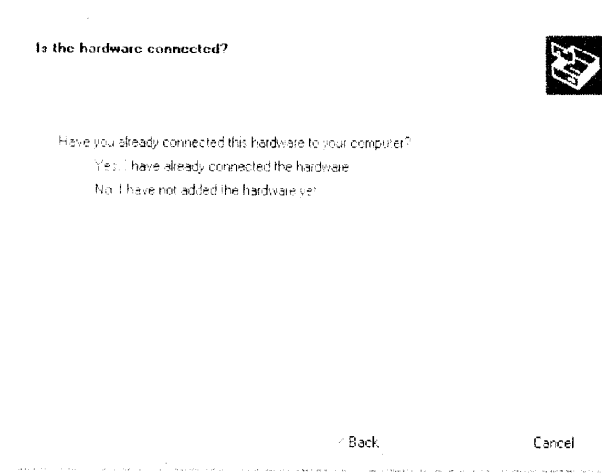 Is the hardware connected?
Have you already connected this hardware to your computer?
Yes, I have already connected the hardware
No, I have not added the hardware yet
< Back
Cancel